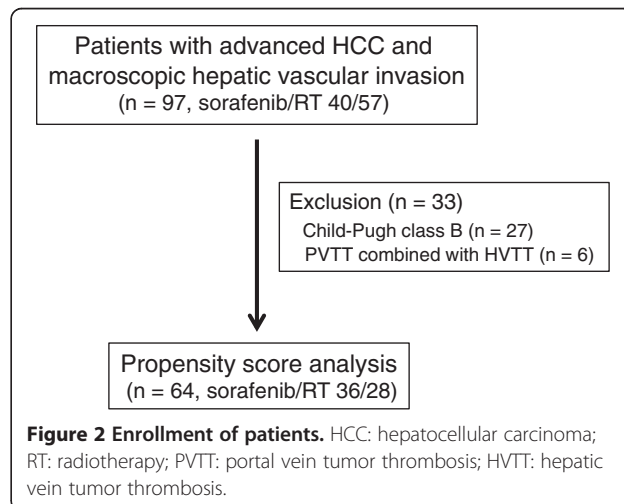 Patients with advanced HCC and
macroscopic hepatic vascular invasion
(n = 97, sorafenib/RT 40/57)
Exclusion (n = 33)
Child-Pugh class B (n = 27)
PVTT combined with HVTT (n = 6)
Propensity score analysis
(n = 64, sorafenib/RT 36/28)
Figure 2 Enrollment of patients. HCC: hepatocellular carcinoma;
RT: radiotherapy; PVTT: portal vein tumor thrombosis; HVTT: hepatic
vein tumor thrombosis.